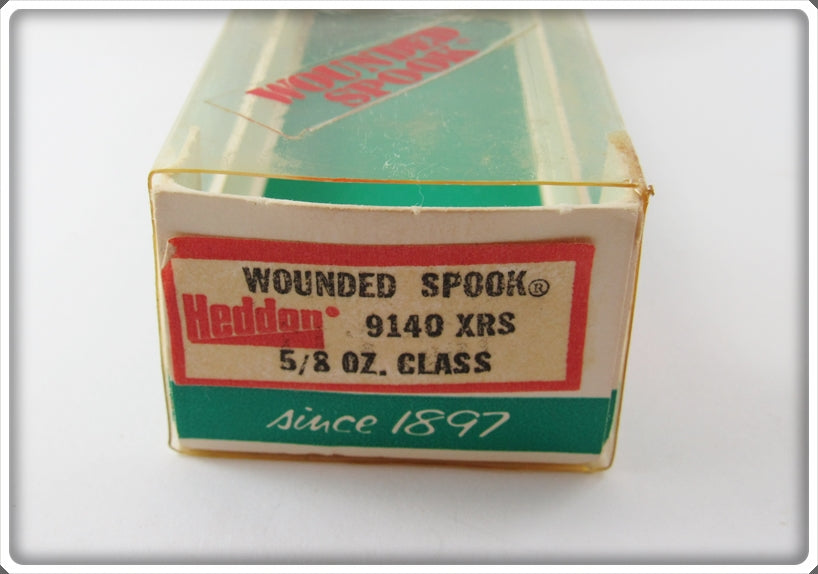 WOUNDED
SPOOK
WOUNDED SPOOK®
Heddon® 9140 XRS
5/8 OZ. CLASS
since 1897